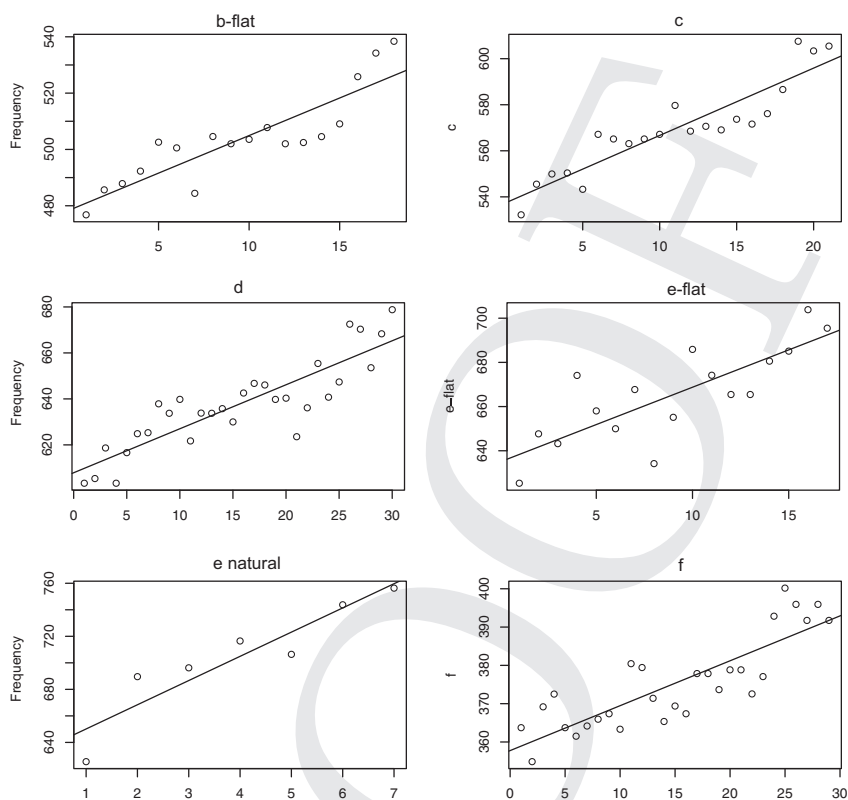 b-flat
c
Frequency
480 500 520 540
5 10 15
c
540 560 580 600
5 10 15 20
d
e-flat
Frequency
620 640 660 680
0 5 10 15 20 25 30
e-flat
640 660 680 700
5 10 15
e natural
f
Frequency
640 680 720 760
1 2 3 4 5 6 7
f
360 370 380 390 400
0 5 10 15 20 25 30